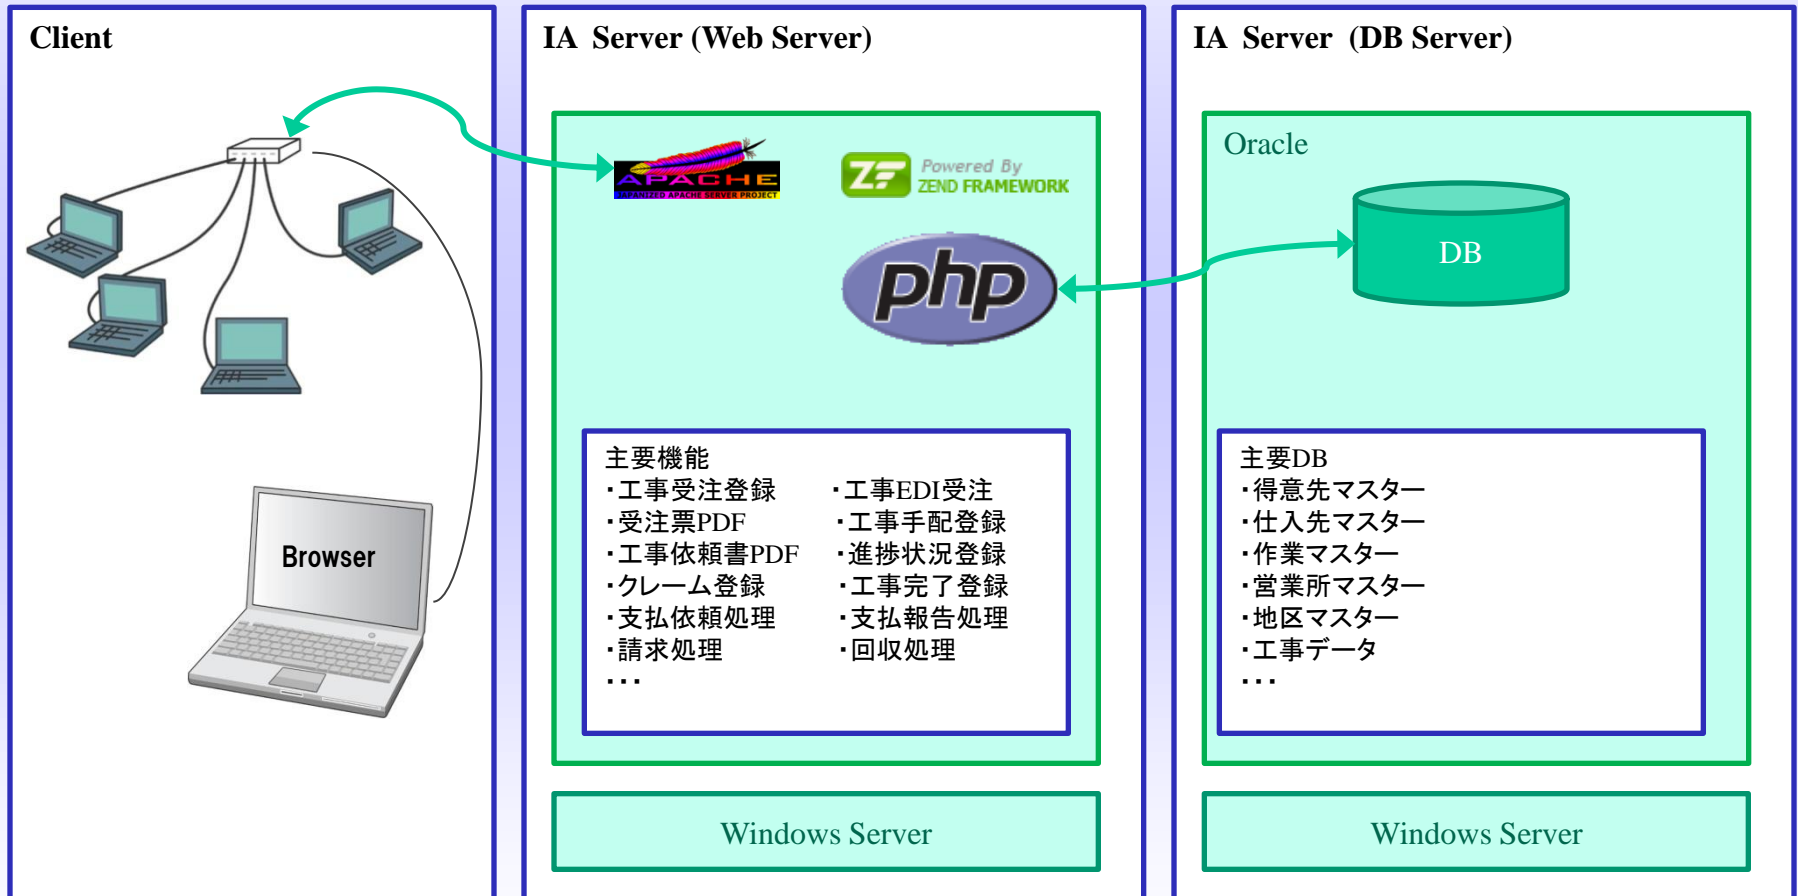 Client
Browser
IA Server (Web Server)
APACHE
JAPANIZED APACHE SERVER PROJECT
ZF Powered By
ZEND FRAMEWORK
php
主要機能
・工事受注登録 ・工事EDI受注
・受注票PDF ・工事手配登録
・工事依頼書PDF ・進捗状況登録
・クレーム登録 ・工事完了登録
・支払依頼処理 ・支払報告処理
・請求処理 ・回収処理
・・・
Windows Server
IA Server (DB Server)
Oracle
DB
主要DB
・得意先マスター
・仕入先マスター
・作業マスター
・営業所マスター
・地区マスター
・工事データ
・・・
Windows Server